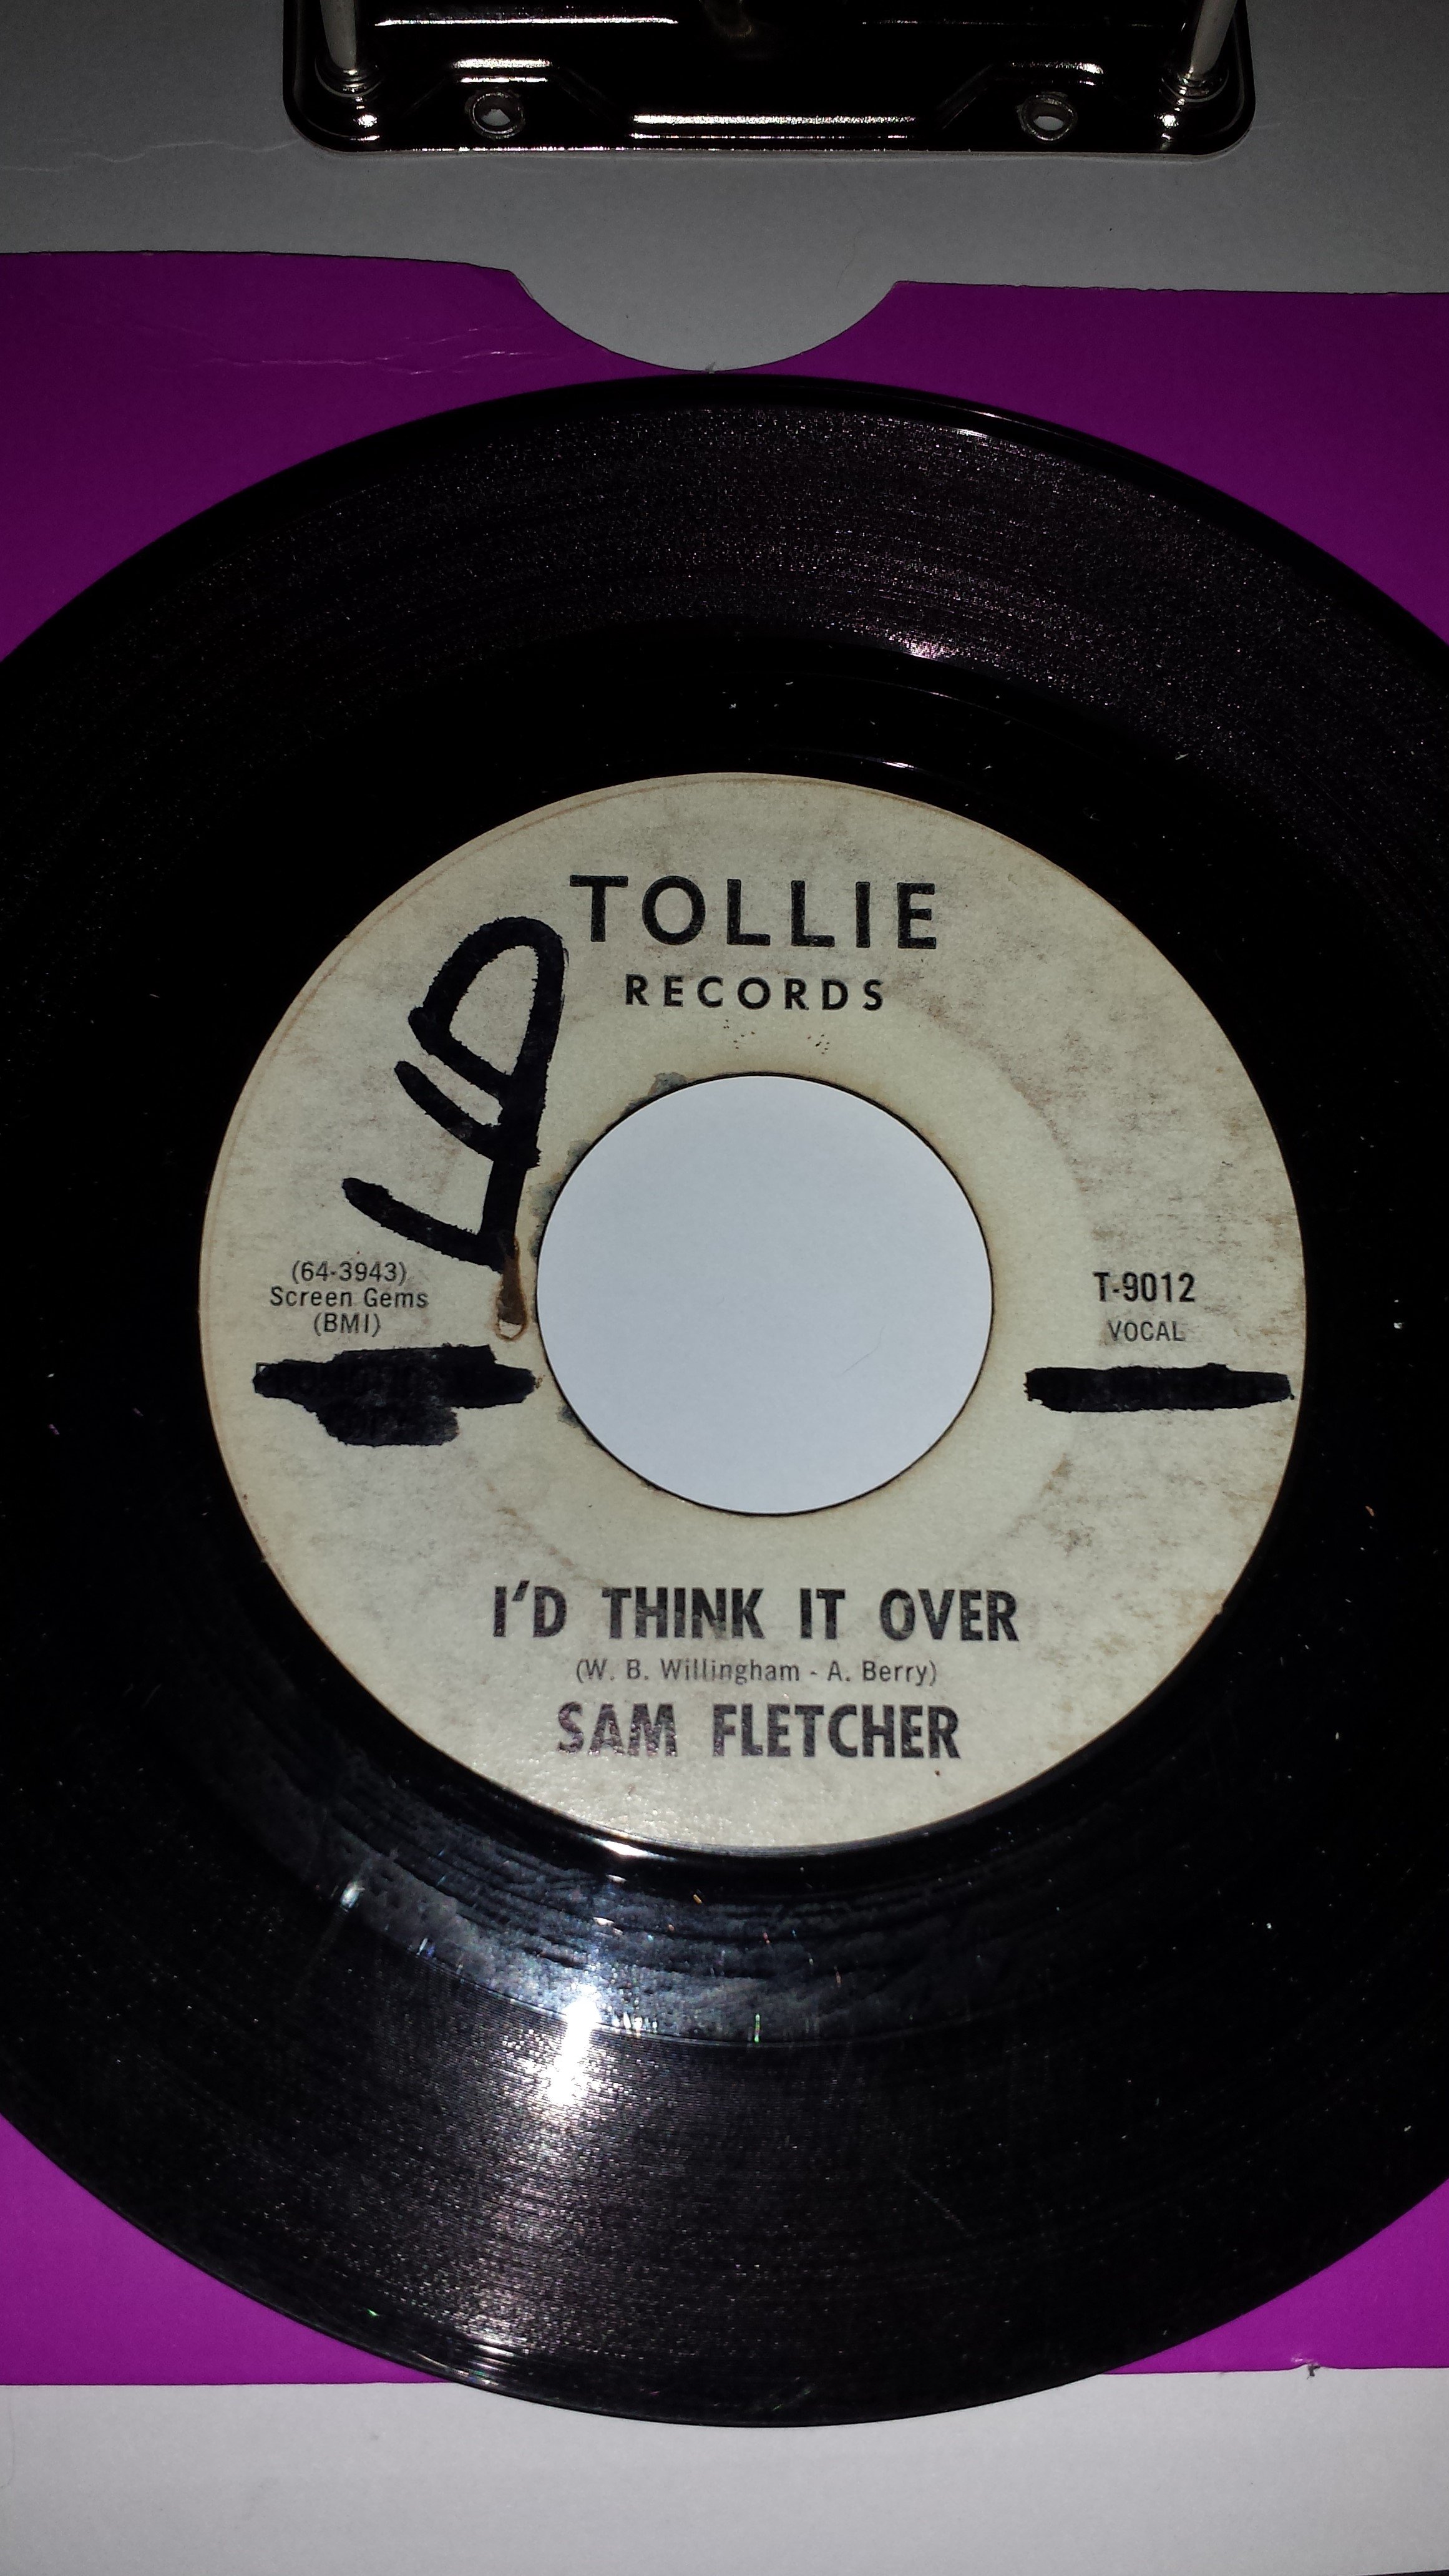 TOLLIE
RECORDS
(64-3943)
Screen Gems
(BMI)
T-9012
VOCAL
I'D THINK IT OVER
(W. B. Willingham - A. Berry)
SAM FLETCHER